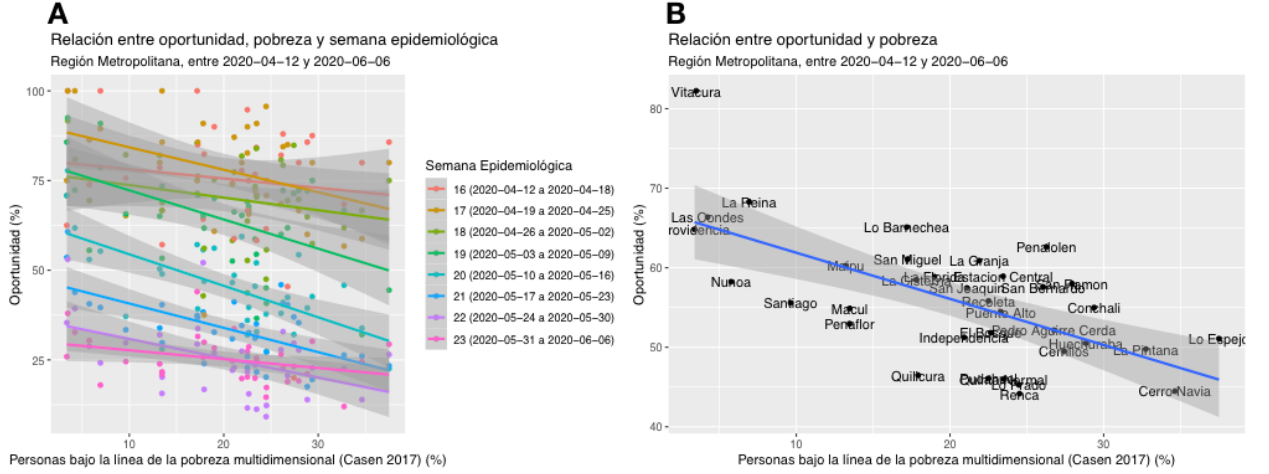 A
Relación entre oportunidad, pobreza y semana epidemiológica
Región Metropolitana, entre 2020−04−12 y 2020−06−06
Oportunidad (%)
100
75
50
25
10
20
30
Personas bajo la línea de la pobreza multidimensional (Casen 2017) (%)
Semana Epidemiológica
16 (2020−04−12 a 2020−04−18)
17 (2020−04−19 a 2020−04−25)
18 (2020−04−26 a 2020−05−02)
19 (2020−05−03 a 2020−05−09)
20 (2020−05−10 a 2020−05−16)
21 (2020−05−17 a 2020−05−23)
22 (2020−05−24 a 2020−05−30)
23 (2020−05−31 a 2020−06−06)
B
Relación entre oportunidad y pobreza
Región Metropolitana, entre 2020−04−12 y 2020−06−06
Oportunidad (%)
80
70
60
50
40
Vitacura
La Reina
Las Condes
rovidencia
Lo Barnechea
Penalolen
Maipu
San Miguel
La Granja
Nunoa
La Florida
Estacion Central
La Cisterna
San Joaquin
San Bernardo
San Ramon
Santiago
Macul
Recoleta
Puente Alto
Conchali
Penaflor
Independencia
El Bosque
Pedro Aguirre Cerda
Huechuraba
Cerrillos
La Pintana
Lo Espejo
Quilicura
Lo Prado
Renca
Cerro Navia
10
20
30
Personas bajo la línea de la pobreza multidimensional (Casen 2017) (%)